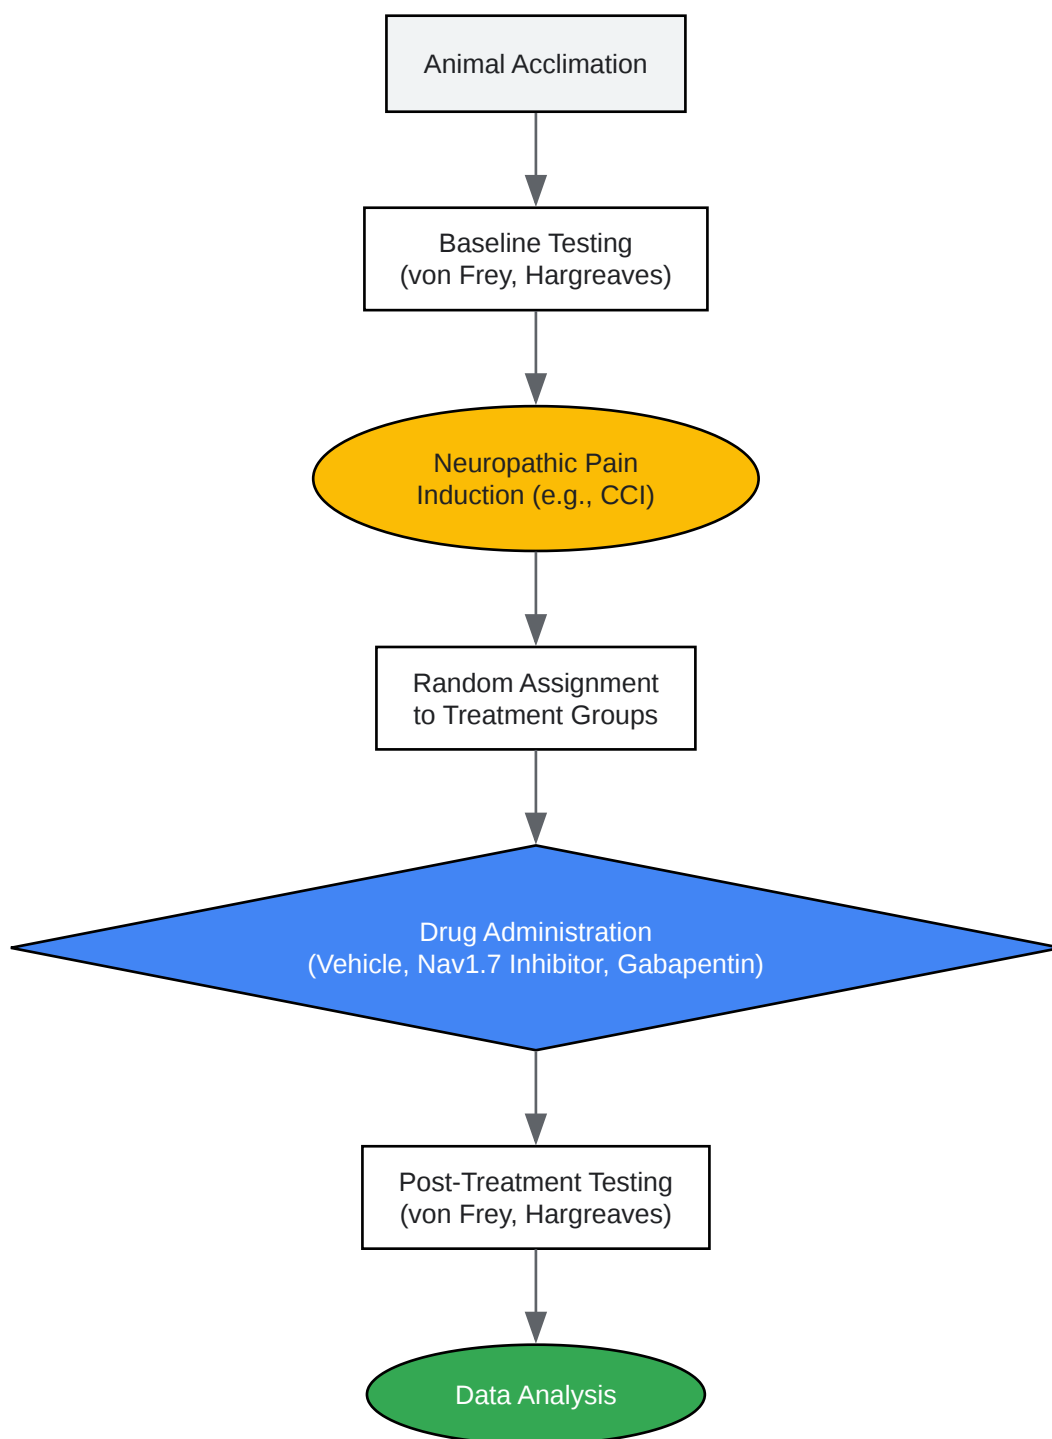 Animal Acclimation
Baseline Testing
(von Frey, Hargreaves)
Neuropathic Pain
Induction (e.g., CCI)
Random Assignment
to Treatment Groups
Drug Administration
(Vehicle, Nav1.7 Inhibitor, Gabapentin)
Post-Treatment Testing
(von Frey, Hargreaves)
Data Analysis